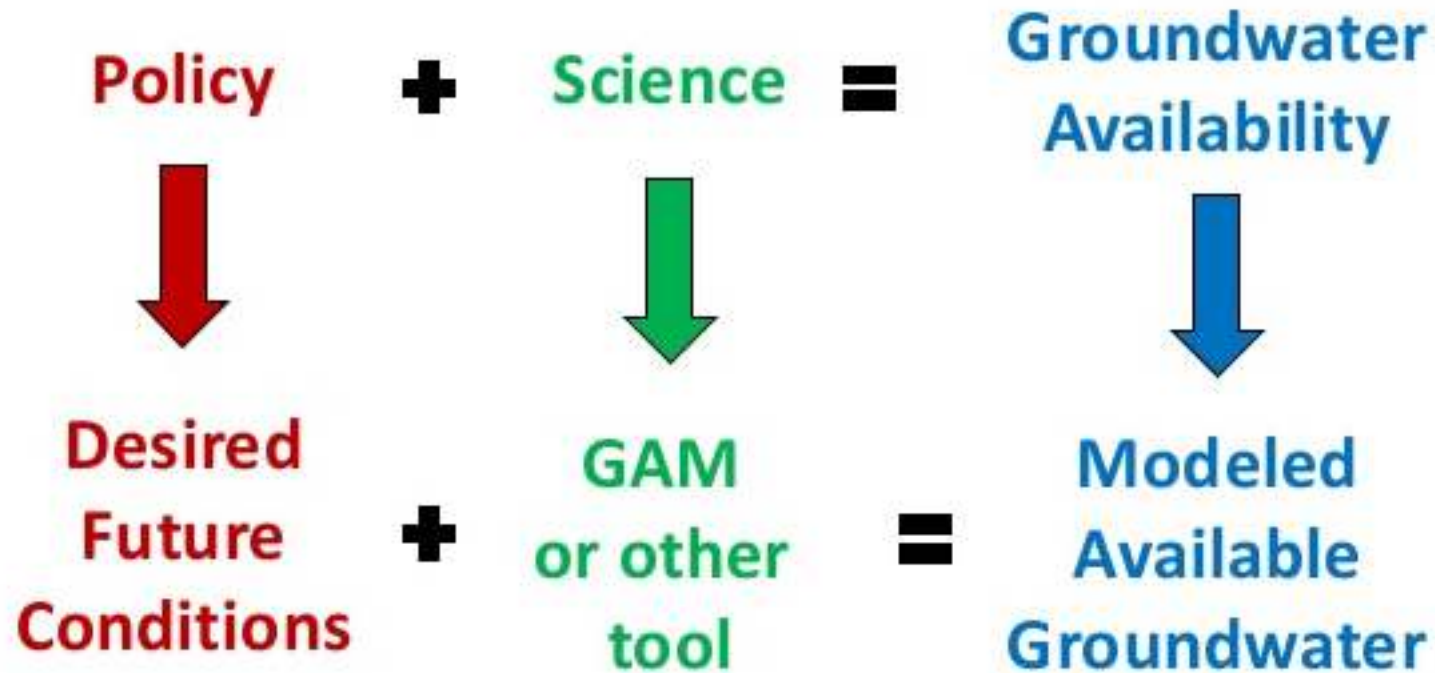 Policy + Science = Groundwater Availability
Desired Future Conditions + GAM or other tool = Modeled Available Groundwater